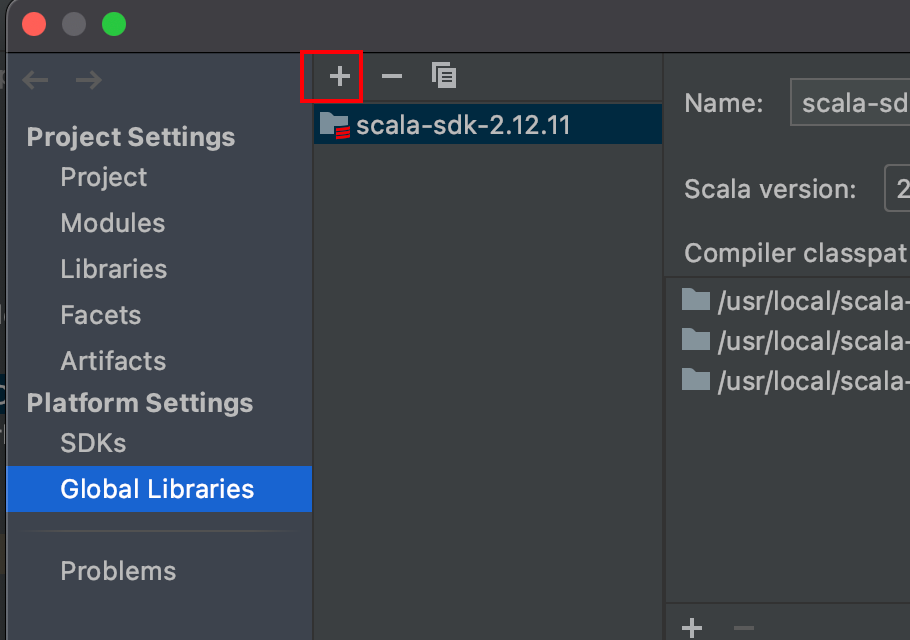 Project Settings
Project
Modules
Libraries
Facets
Artifacts
Platform Settings
SDKs
Global Libraries
Problems
scala-sdk-2.12.11
Name: scala-sd
Scala version: 2
Compiler classpat
/usr/local/scala-
/usr/local/scala-
/usr/local/scala-